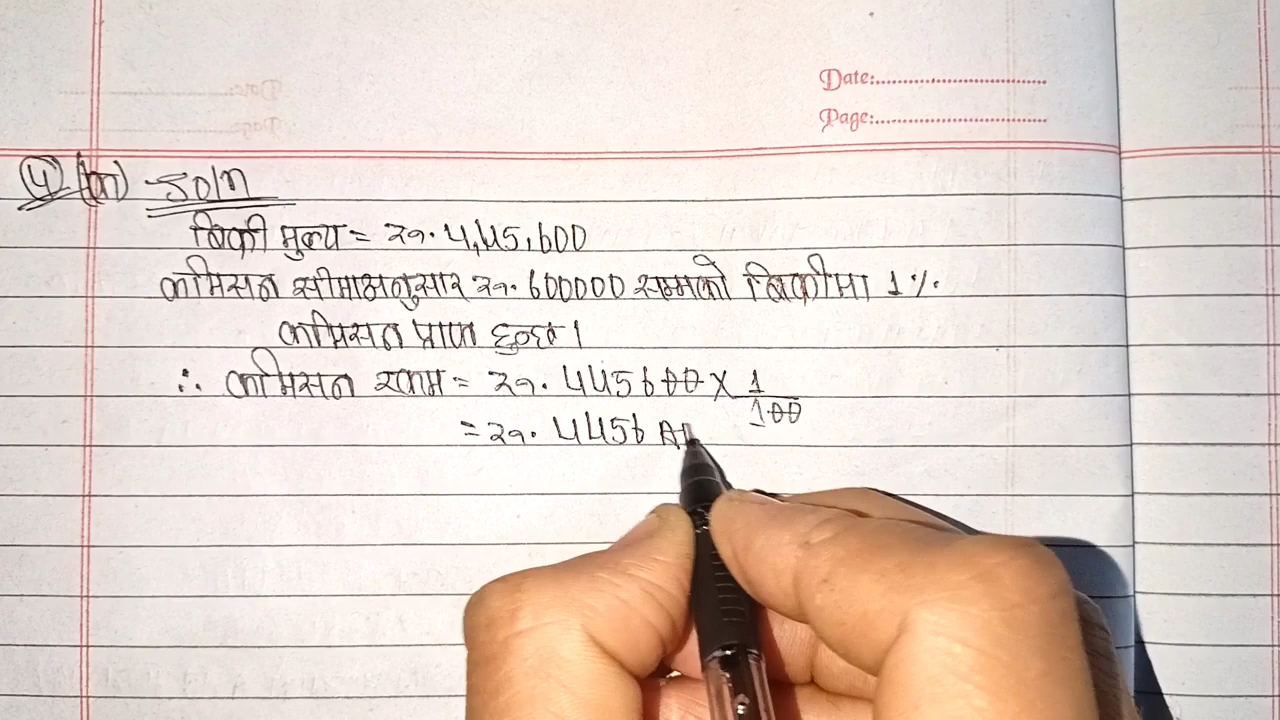 Date:..............................
Page:..............................
4 (क) Soln
बिक्री मुल्य = रु. 4,45,600
कमिसन सीमाअनुसार रु. 600000 सम्मको बिक्रीमा 1%
कमिसन प्राप्त हुन्छ।
∴ कमिसन रकम = रु. 445600 × 1/100
= रु. 4456 An